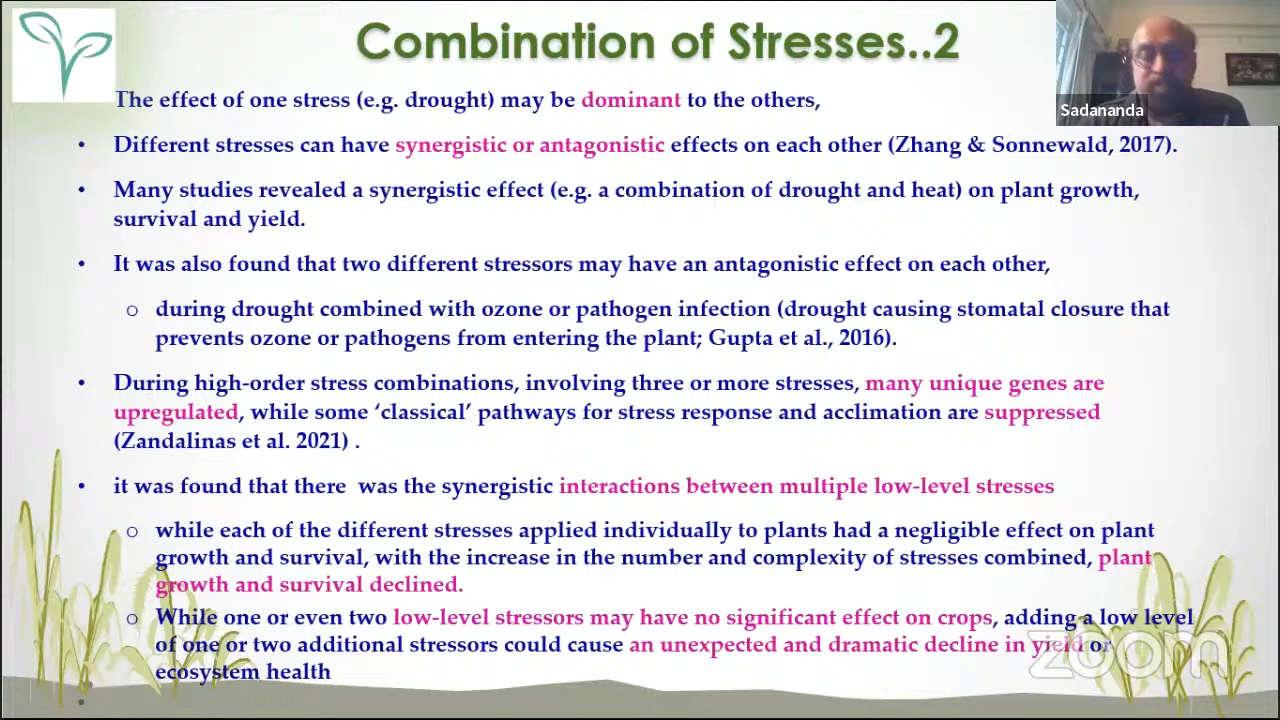 Combination of Stresses..2
Sadananda
The effect of one stress (e.g. drought) may be dominant to the others,
• Different stresses can have synergistic or antagonistic effects on each other (Zhang & Sonnewald, 2017).
• Many studies revealed a synergistic effect (e.g. a combination of drought and heat) on plant growth,
survival and yield.
• It was also found that two different stressors may have an antagonistic effect on each other,
o during drought combined with ozone or pathogen infection (drought causing stomatal closure that
prevents ozone or pathogens from entering the plant; Gupta et al., 2016).
• During high-order stress combinations, involving three or more stresses, many unique genes are
upregulated, while some ‘classical’ pathways for stress response and acclimation are suppressed
(Zandalinas et al. 2021) .
• it was found that there  was the synergistic interactions between multiple low-level stresses
o while each of the different stresses applied individually to plants had a negligible effect on plant
growth and survival, with the increase in the number and complexity of stresses combined, plant
growth and survival declined.
o While one or even two low-level stressors may have no significant effect on crops, adding a low level
of one or two additional stressors could cause an unexpected and dramatic decline in yield or
ecosystem health
zoom